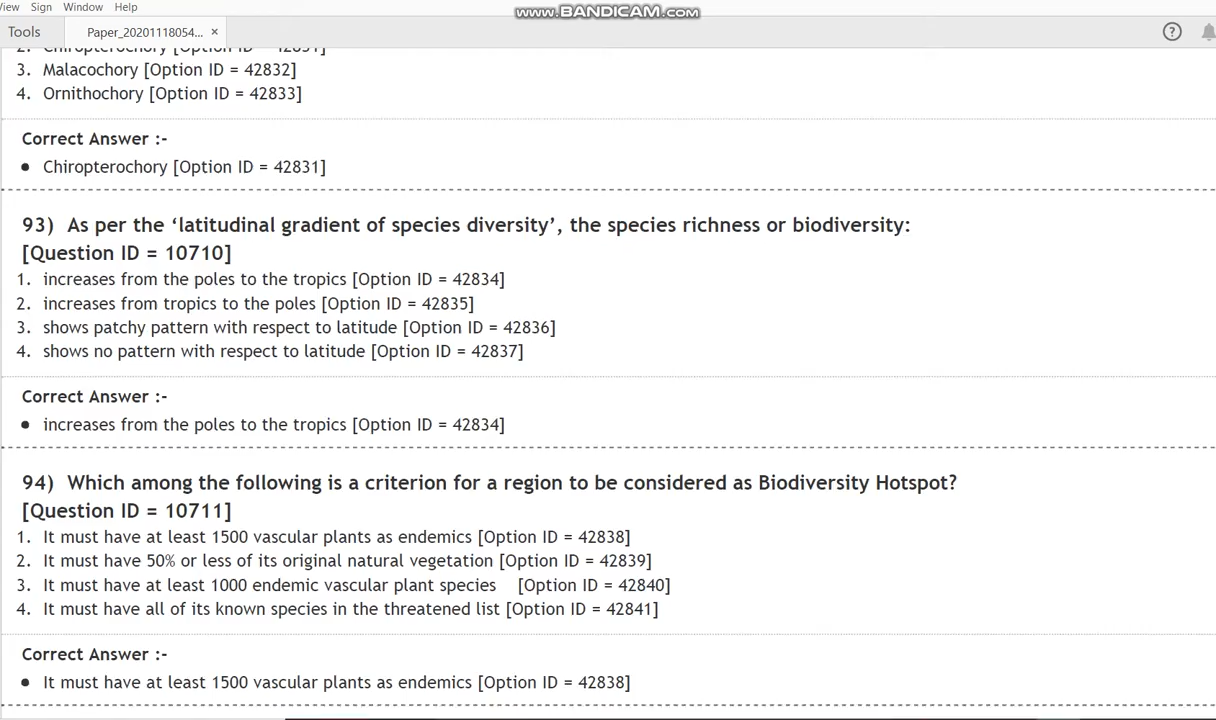 View Sign Window Help
www.BANDICAM.com
Tools Paper_20201118054... ×
2. Chiropterochory [Option ID = 42831]
3. Malacochory [Option ID = 42832]
4. Ornithochory [Option ID = 42833]
Correct Answer :-
• Chiropterochory [Option ID = 42831]
93) As per the ‘latitudinal gradient of species diversity’, the species richness or biodiversity:
[Question ID = 10710]
1. increases from the poles to the tropics [Option ID = 42834]
2. increases from tropics to the poles [Option ID = 42835]
3. shows patchy pattern with respect to latitude [Option ID = 42836]
4. shows no pattern with respect to latitude [Option ID = 42837]
Correct Answer :-
• increases from the poles to the tropics [Option ID = 42834]
94) Which among the following is a criterion for a region to be considered as Biodiversity Hotspot?
[Question ID = 10711]
1. It must have at least 1500 vascular plants as endemics [Option ID = 42838]
2. It must have 50% or less of its original natural vegetation [Option ID = 42839]
3. It must have at least 1000 endemic vascular plant species [Option ID = 42840]
4. It must have all of its known species in the threatened list [Option ID = 42841]
Correct Answer :-
• It must have at least 1500 vascular plants as endemics [Option ID = 42838]